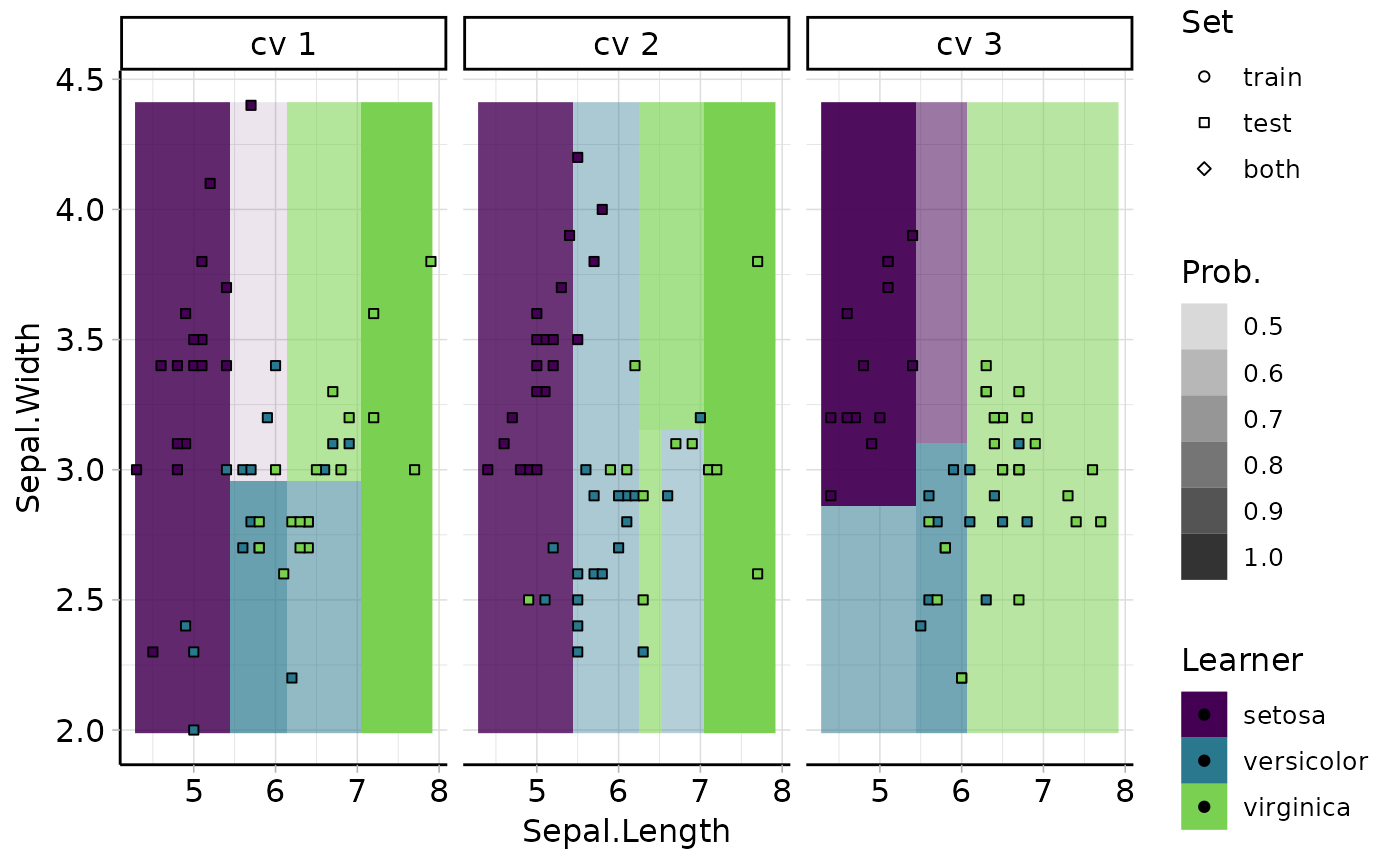 cv 1
cv 2
cv 3
4.5
4.0
3.5
3.0
2.5
2.0
Sepal.Width
5 6 7 8
5 6 7 8
5 6 7 8
Sepal.Length
Set
train
test
both
Prob.
0.5
0.6
0.7
0.8
0.9
1.0
Learner
setosa
versicolor
virginica